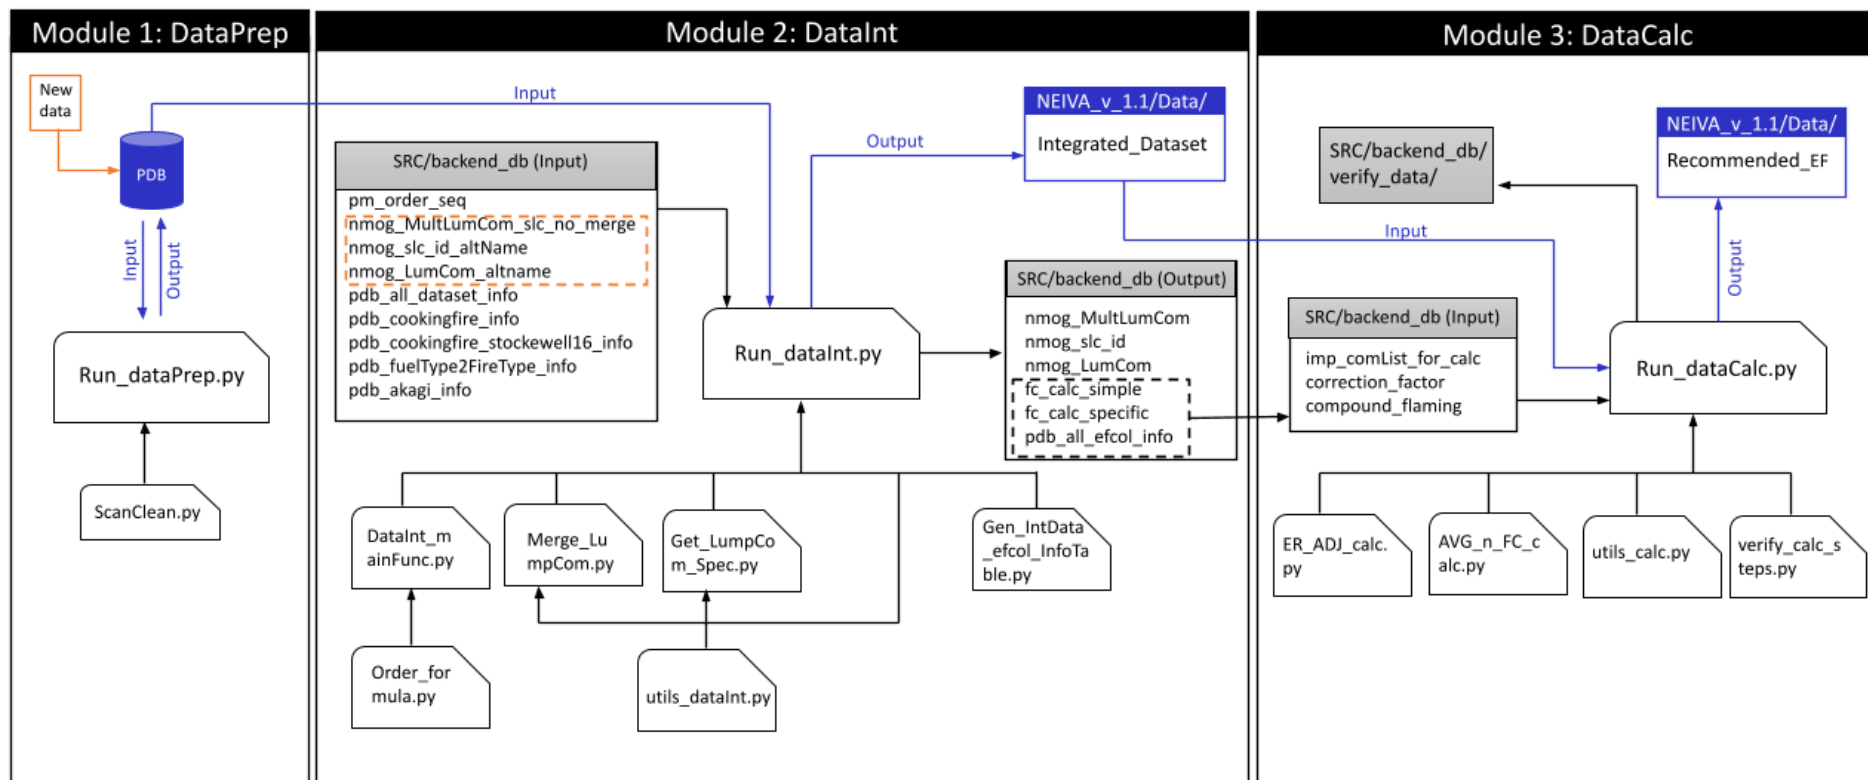 Module 1: DataPrep
New
data
PDB
Input
Output
Run_dataPrep.py
ScanClean.py
Module 2: DataInt
Input
SRC/backend_db (Input)
pm_order_seq
nmog_MultLumCom_slc_no_merge
nmog_slc_id_altName
nmog_LumCom_altname
pdb_all_dataset_info
pdb_cookingfire_info
pdb_cookingfire_stockewell16_info
pdb_fuelType2FireType_info
pdb_akagi_info
Output
NEIVA_v_1.1/Data/
Integrated_Dataset
Run_dataInt.py
SRC/backend_db (Output)
nmog_MultLumCom
nmog_slc_id
nmog_LumCom
fc_calc_simple
fc_calc_specific
pdb_all_efcol_info
DataInt_m
ainFunc.py
Merge_Lu
mpCom.py
Get_LumpCo
m_Spec.py
Gen_IntData
_efcol_InfoTa
ble.py
Order_for
mula.py
utils_dataInt.py
Module 3: DataCalc
SRC/backend_db/
verify_data/
NEIVA_v_1.1/Data/
Recommended_EF
Input
Output
SRC/backend_db (Input)
imp_comList_for_calc
correction_factor
compound_flaming
Run_dataCalc.py
ER_ADJ_calc.
py
AVG_n_FC_c
alc.py
utils_calc.py
verify_calc_s
teps.py